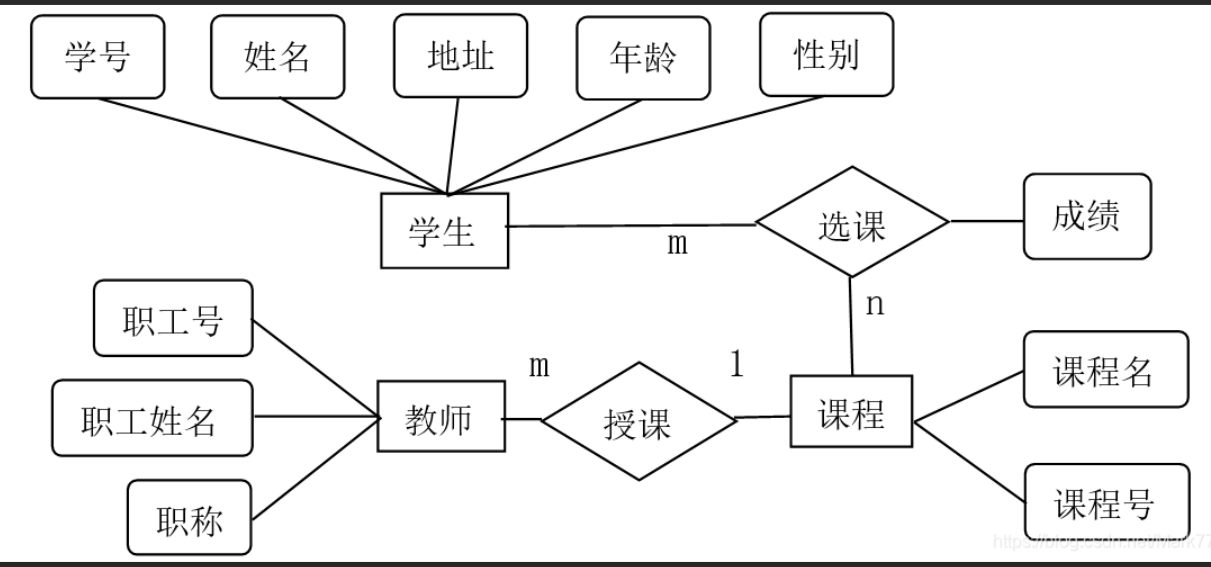 学号
姓名
地址
年龄
性别
学生
m
选课
成绩
n
职工号
职工姓名
职称
教师
m
授课
1
课程
课程名
课程号
https://blog.csdn.net/Mark77